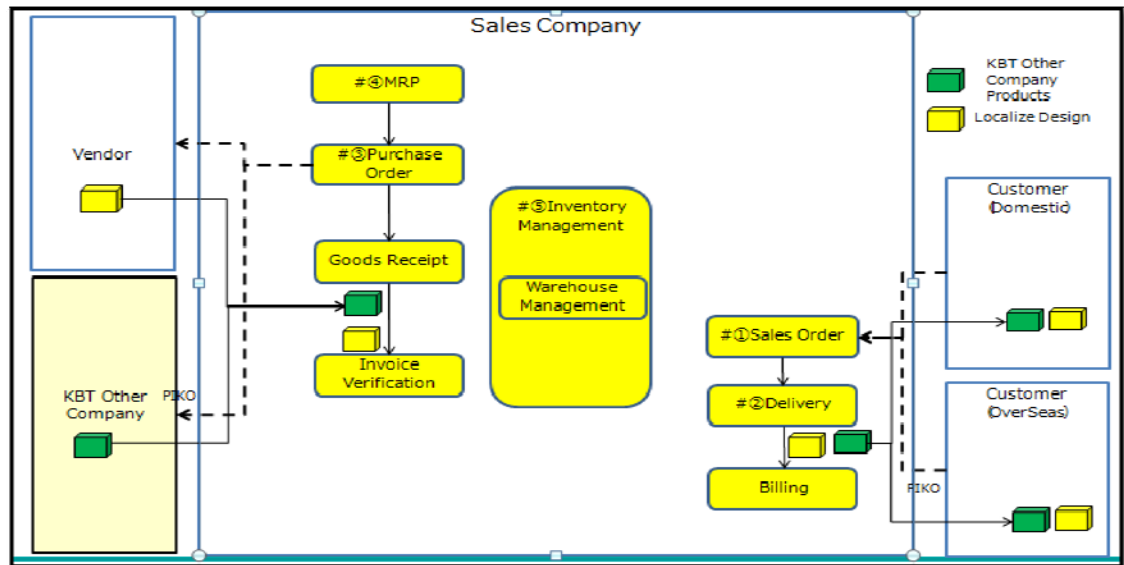 Sales Company
#④MRP
#③Purchase
Order
Goods Receipt
Invoice
Verification
#⑤Inventory
Management
Warehouse
Management
#①Sales Order
#②Delivery
Billing
Vendor
KBT Other
Company
PIKO
KBT Other
Company
Products
Localize Design
Customer
(Domestic)
Customer
(OverSeas)
PIKO